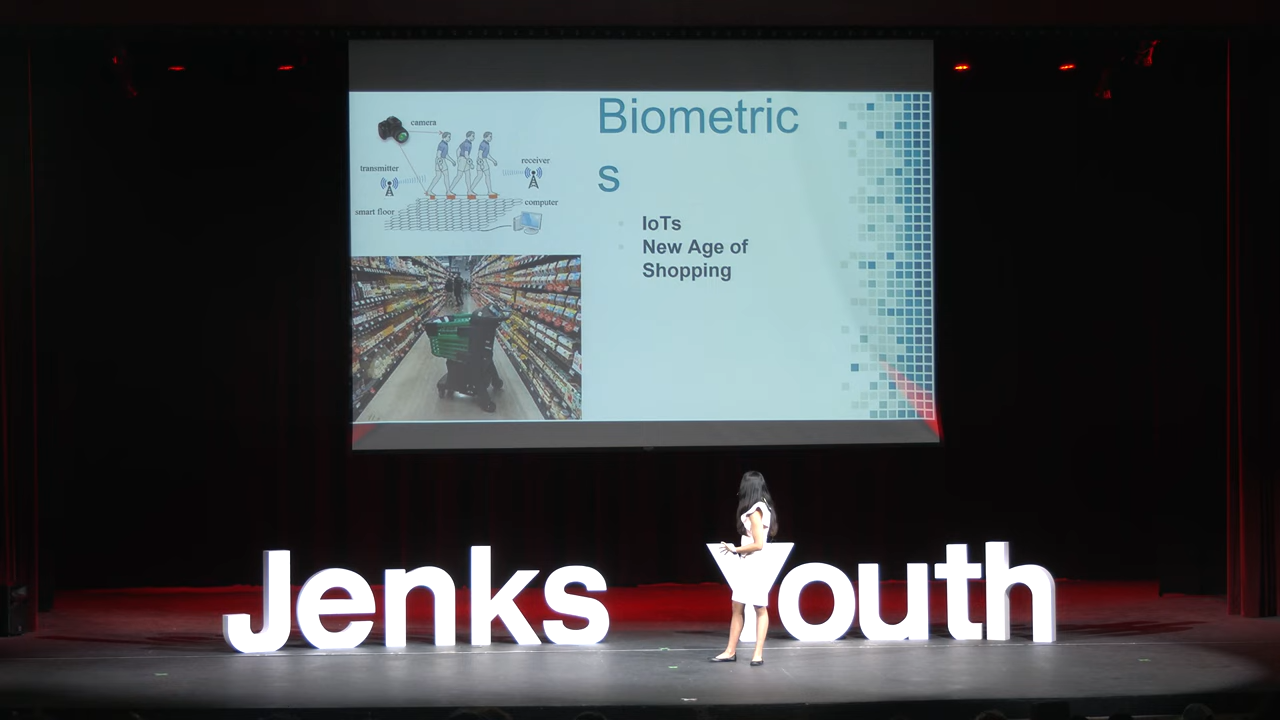 camera
transmitter
receiver
smart floor
computer
Biometric
s
IoTs
New Age of
Shopping
Jenks Youth